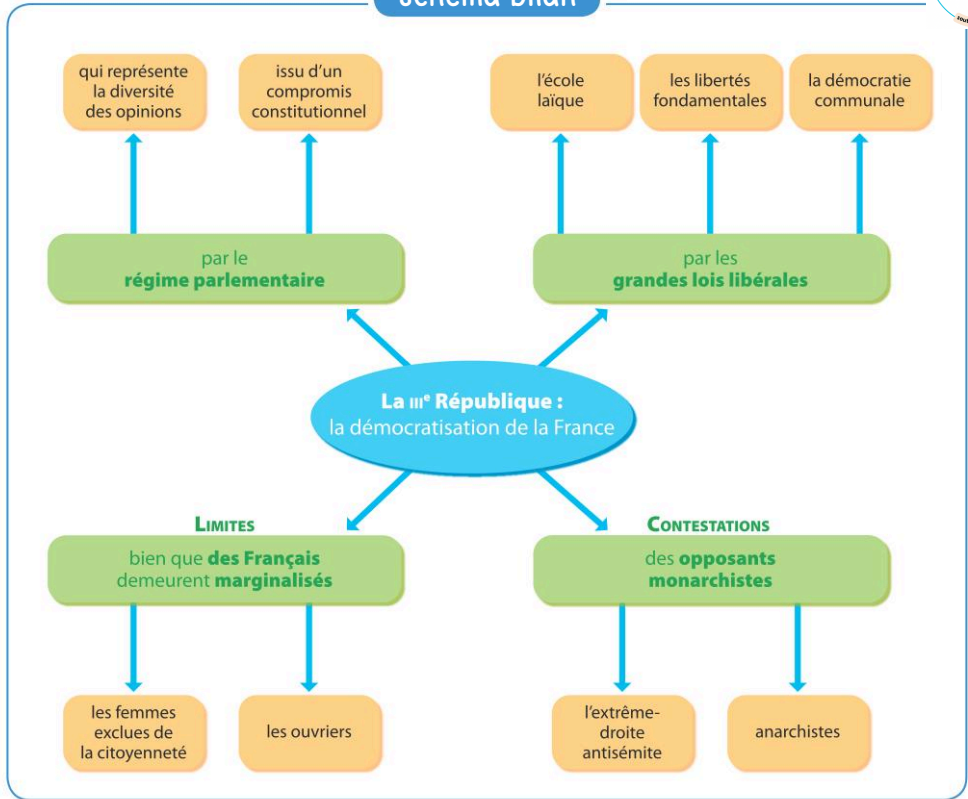 Schéma bilan
qui représente
la diversité
des opinions
issu d'un
compromis
constitutionnel
l'école
laïque
les libertés
fondamentales
la démocratie
communale
par le
régime parlementaire
par les
grandes lois libérales
La IIIe République :
la démocratisation de la France
LIMITES
bien que des Français
demeurent marginalisés
CONTESTATIONS
des opposants
monarchistes
les femmes
exclues de
la citoyenneté
les ouvriers
l'extrême-
droite
antisémite
anarchistes